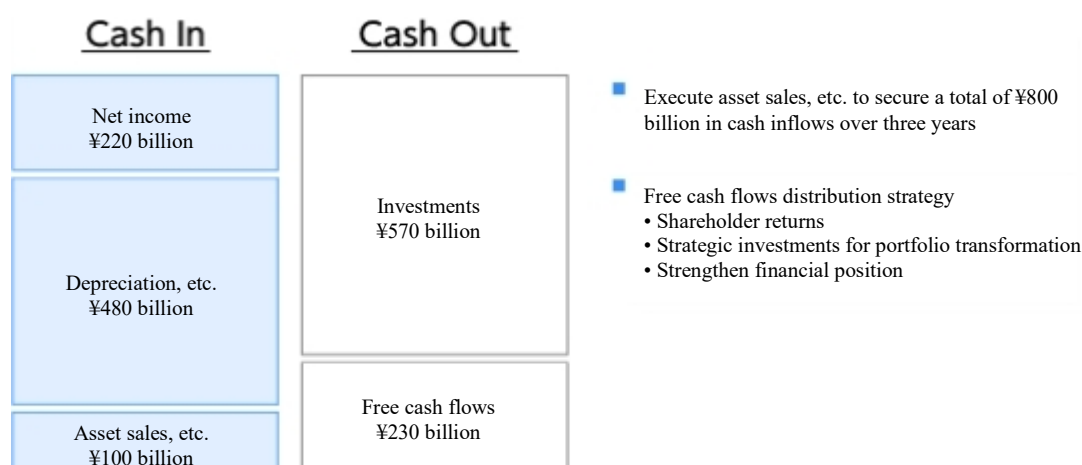 Cash In
Cash Out
Net income
¥220 billion
Depreciation, etc.
¥480 billion
Asset sales, etc.
¥100 billion
Investments
¥570 billion
Free cash flows
¥230 billion
Execute asset sales, etc. to secure a total of ¥800
billion in cash inflows over three years
Free cash flows distribution strategy
• Shareholder returns
• Strategic investments for portfolio transformation
• Strengthen financial position